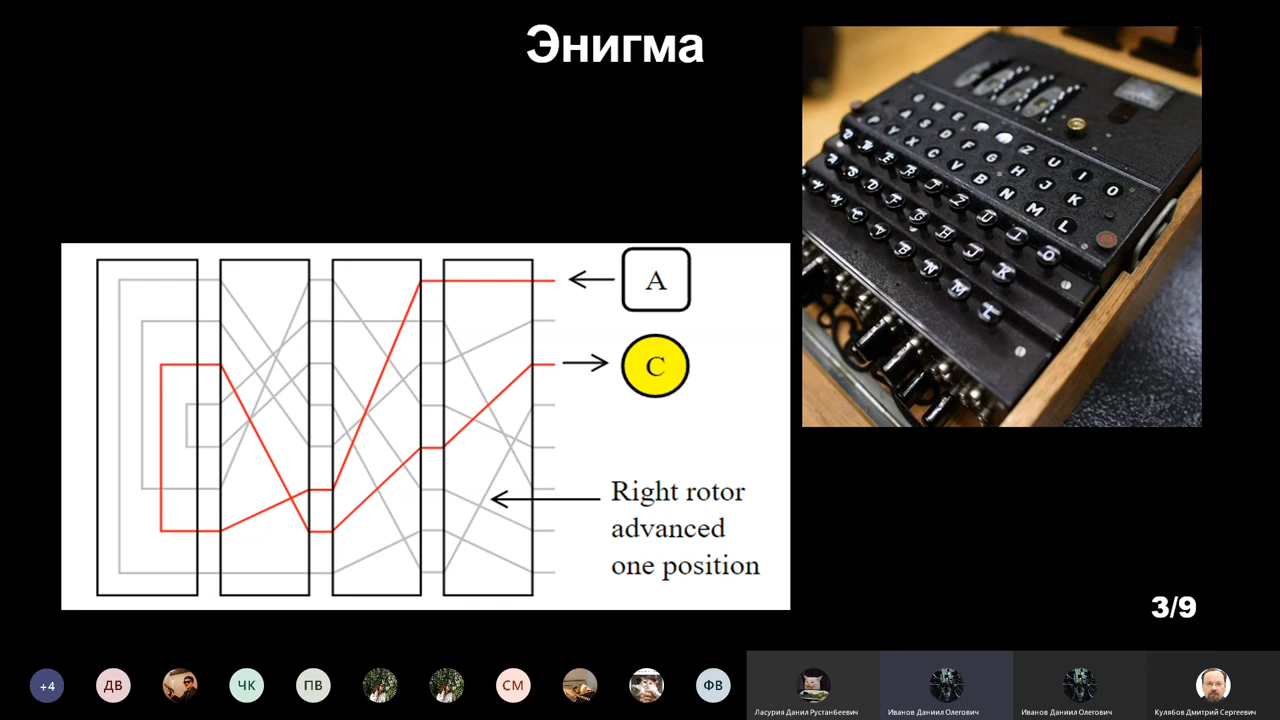 Энигма
A
C
Right rotor
advanced
one position
3/9
Q W E Z U I O
A S D F G H J K
P Y X C V B N M L
+4
ДВ
ЧК
ПВ
СМ
ФВ
Ласурия Данил Рустанбеевич
Иванов Даниил Олегович
Иванов Даниил Олегович
Кулябов Дмитрий Сергеевич